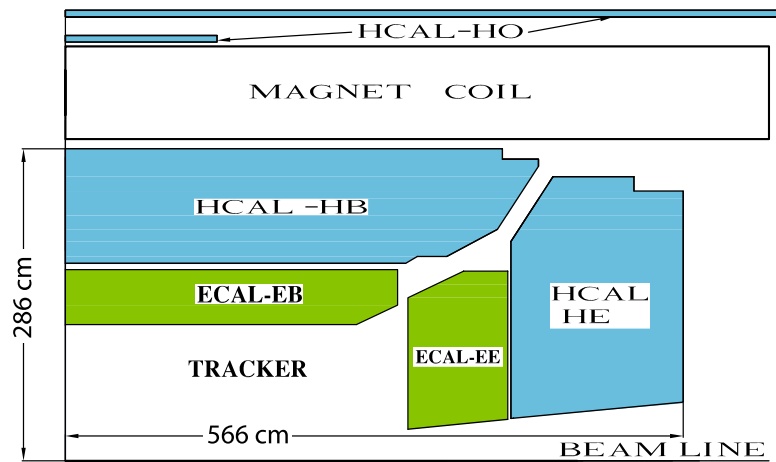 HCAL-HO
MAGNET COIL
HCAL -HB
286 cm
ECAL-EB
HCAL
HE
ECAL-EE
TRACKER
566 cm
BEAM LINE